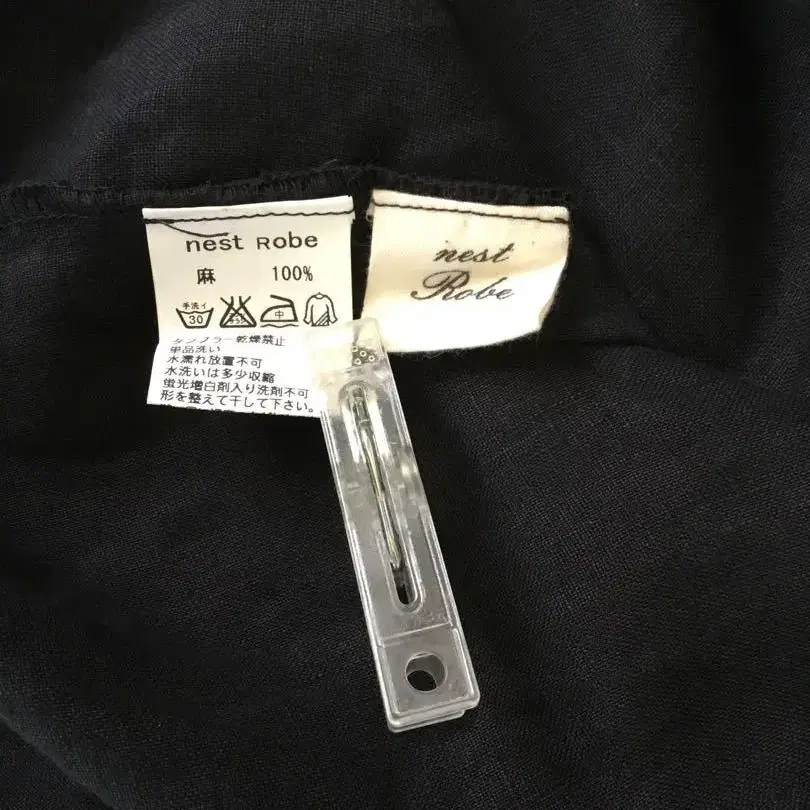 nest Robe
麻 100%
手洗イ
30
中
タンブラー乾燥禁止
単品洗い
水濡れ放置不可
水洗いは多少収縮
蛍光増白剤入り洗剤不可
形を整えて干して下さい。
nest
Robe